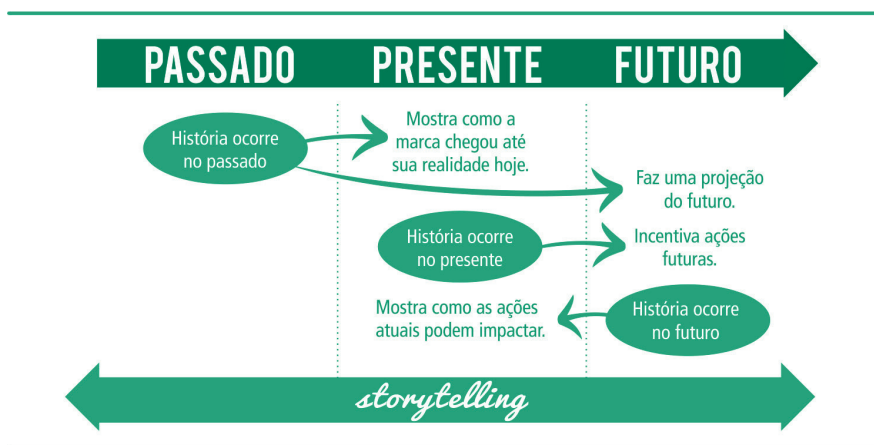 PASSADO PRESENTE FUTURO
História ocorre
no passado
Mostra como a
marca chegou até
sua realidade hoje.
Faz uma projeção
do futuro.
História ocorre
no presente
Incentiva ações
futuras.
Mostra como as ações
atuais podem impactar.
História ocorre
no futuro
storytelling